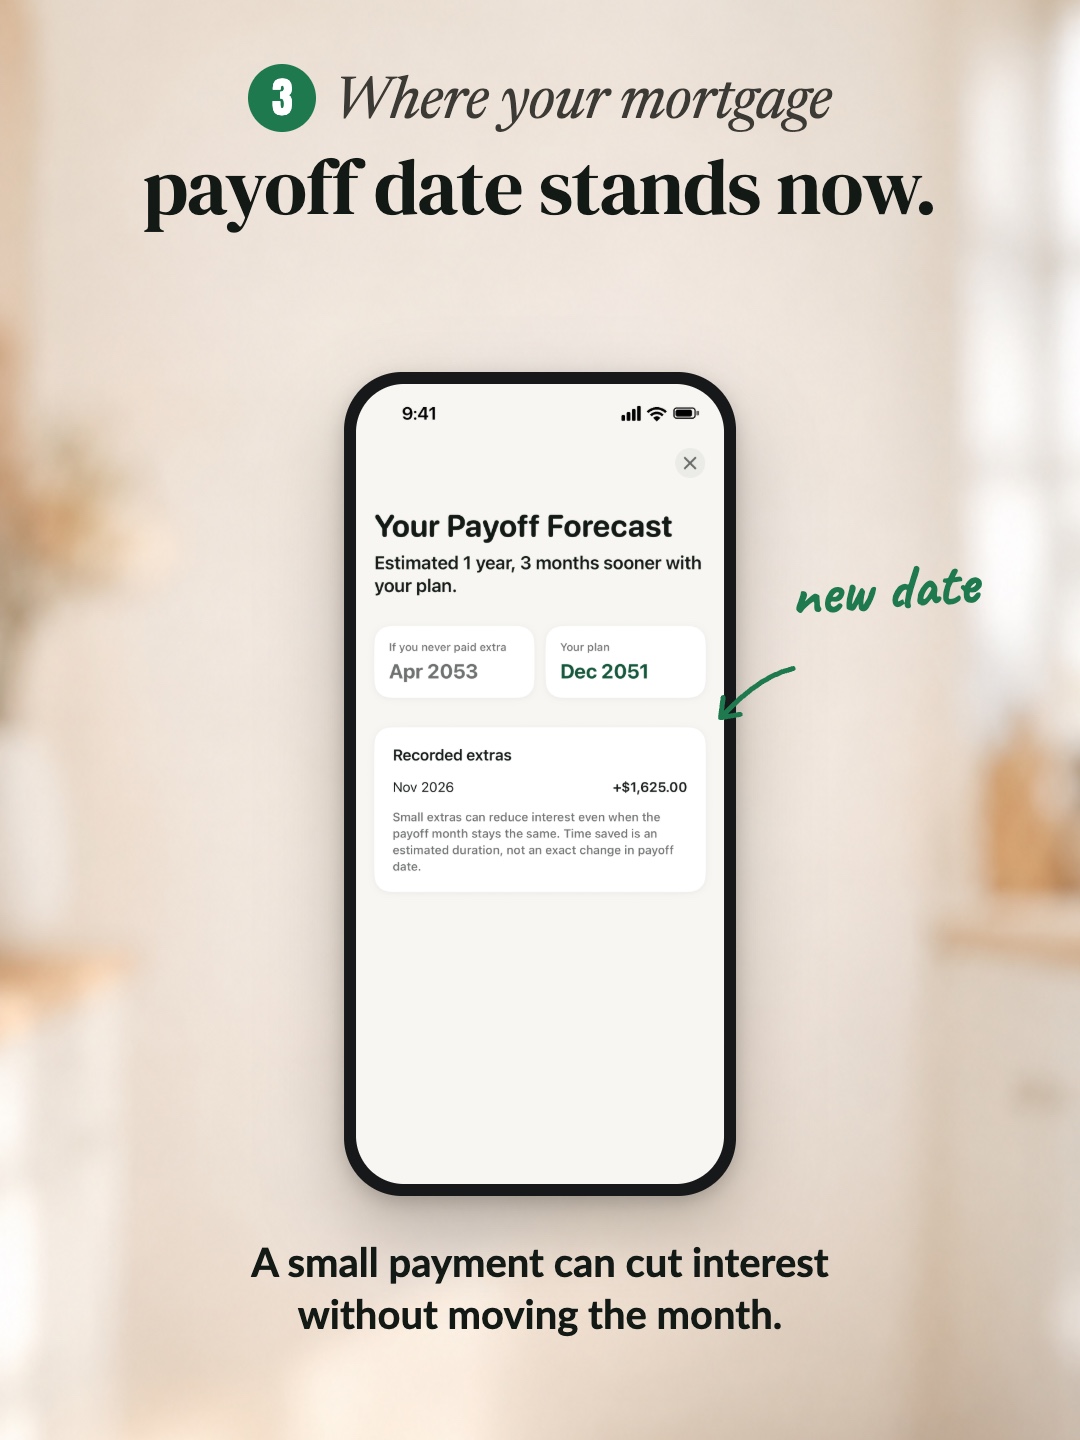 3 Where your mortgage
payoff date stands now.
9:41
Your Payoff Forecast
Estimated 1 year, 3 months sooner with
your plan.
If you never paid extra
Apr 2053
Your plan
Dec 2051
new date
Recorded extras
Nov 2026 +$1,625.00
Small extras can reduce interest even when the
payoff month stays the same. Time saved is an
estimated duration, not an exact change in payoff
date.
A small payment can cut interest
without moving the month.